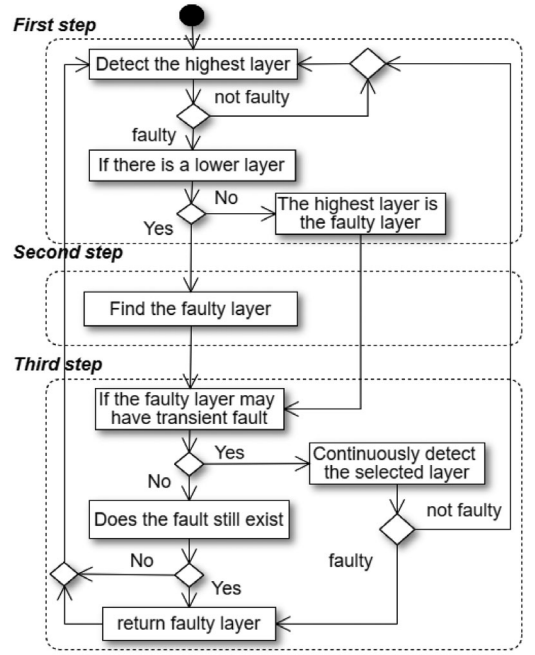 First step
Detect the highest layer
not faulty
faulty
If there is a lower layer
No
Yes
The highest layer is
the faulty layer
Second step
Find the faulty layer
Third step
If the faulty layer may
have transient fault
Yes
No
Continuously detect
the selected layer
not faulty
faulty
Does the fault still exist
No
Yes
return faulty layer